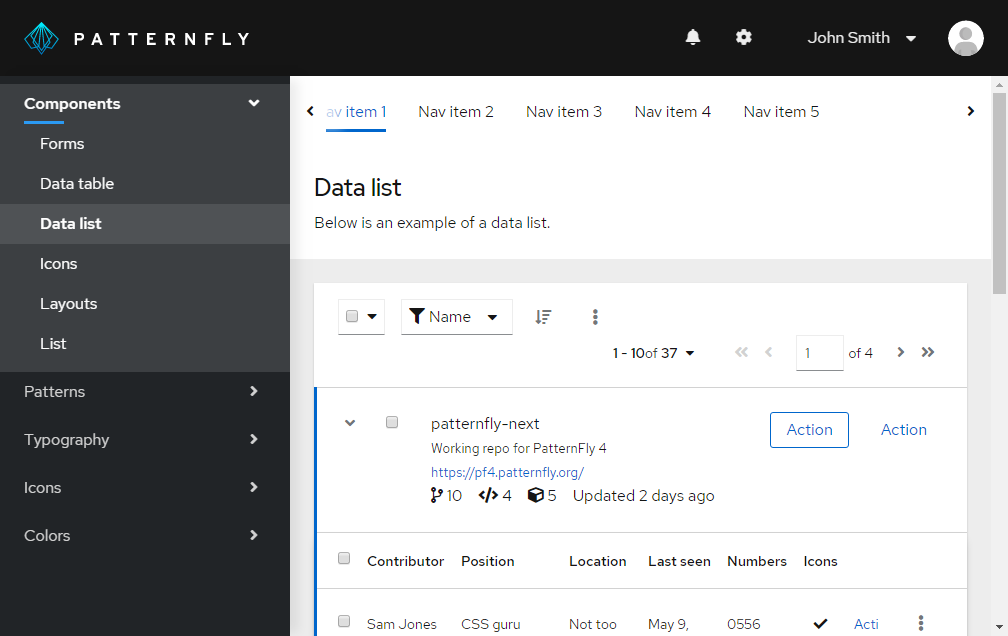 PATTERNFLY
John Smith
Components
Forms
Data table
Data list
Icons
Layouts
List
Patterns
Typography
Icons
Colors
av item 1 Nav item 2 Nav item 3 Nav item 4 Nav item 5
Data list
Below is an example of a data list.
Name
1 - 10of 37 1 of 4
patternfly-next Action Action
Working repo for PatternFly 4
https://pf4.patternfly.org/
10 4 5 Updated 2 days ago
Contributor Position Location Last seen Numbers Icons
Sam Jones CSS guru Not too May 9, 0556 Acti